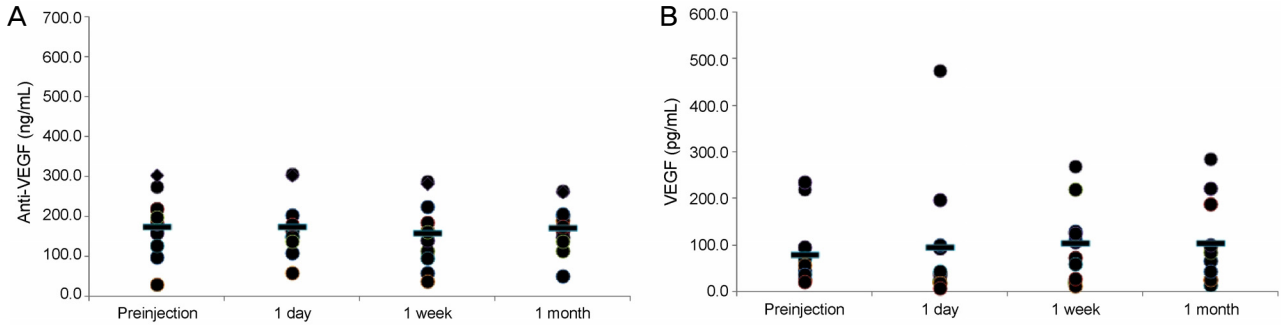 A
Anti-VEGF (ng/mL)
700.0
600.0
500.0
400.0
300.0
200.0
100.0
0.0
Preinjection 1 day 1 week 1 month
B
VEGF (pg/mL)
600.0
500.0
400.0
300.0
200.0
100.0
0.0
Preinjection 1 day 1 week 1 month